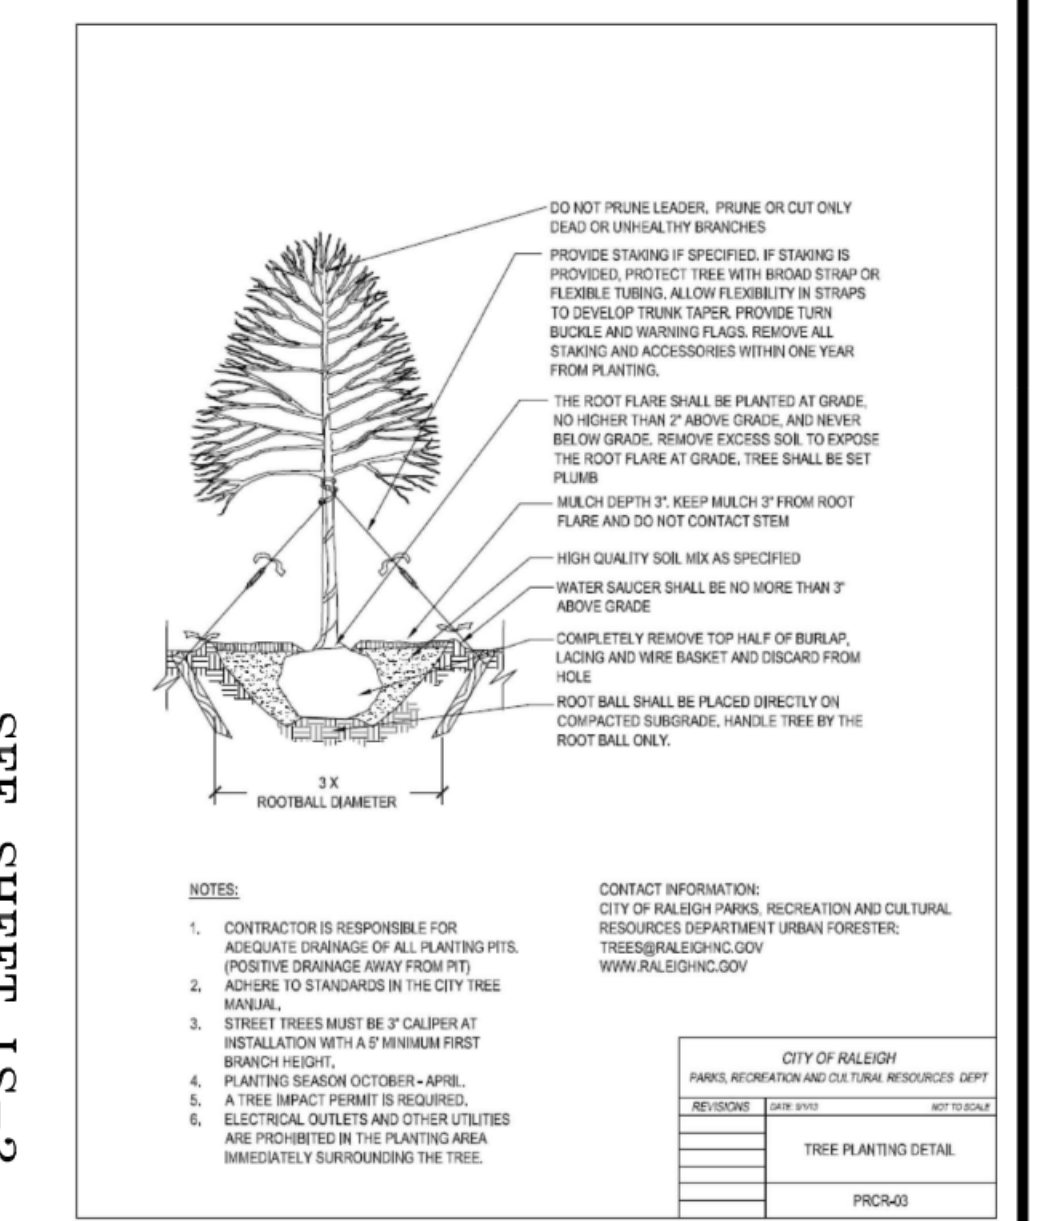 DO NOT PRUNE LEADER. PRUNE OR CUT ONLY
DEAD OR UNHEALTHY BRANCHES
PROVIDE STAKING IF SPECIFIED. IF STAKING IS
PROVIDED, PROTECT TREE WITH BROAD STRAP OR
FLEXIBLE TUBING. ALLOW FLEXIBILITY IN STRAPS
TO DEVELOP TRUNK TAPER. PROVIDE TURN
BUCKLE AND WARNING FLAGS. REMOVE ALL
STAKING AND ACCESSORIES WITHIN ONE YEAR
FROM PLANTING.
THE ROOT FLARE SHALL BE PLANTED AT GRADE,
NO HIGHER THAN 2" ABOVE GRADE, AND NEVER
BELOW GRADE. REMOVE EXCESS SOIL TO EXPOSE
THE ROOT FLARE AT GRADE. TREE SHALL BE SET
PLUMB
MULCH DEPTH 3". KEEP MULCH 3" FROM ROOT
FLARE AND DO NOT CONTACT STEM
HIGH QUALITY SOIL MIX AS SPECIFIED
WATER SAUCER SHALL BE NO MORE THAN 3"
ABOVE GRADE
COMPLETELY REMOVE TOP HALF OF BURLAP,
LACING AND WIRE BASKET AND DISCARD FROM
HOLE
ROOT BALL SHALL BE PLACED DIRECTLY ON
COMPACTED SUBGRADE. HANDLE TREE BY THE
ROOT BALL ONLY.
3 X
ROOTBALL DIAMETER
NOTES:
1. CONTRACTOR IS RESPONSIBLE FOR
ADEQUATE DRAINAGE OF ALL PLANTING PITS.
(POSITIVE DRAINAGE AWAY FROM PIT)
2. ADHERE TO STANDARDS IN THE CITY TREE
MANUAL.
3. STREET TREES MUST BE 3" CALIPER AT
INSTALLATION WITH A 5' MINIMUM FIRST
BRANCH HEIGHT.
4. PLANTING SEASON OCTOBER - APRIL.
5. A TREE IMPACT PERMIT IS REQUIRED.
6. ELECTRICAL OUTLETS AND OTHER UTILITIES
ARE PROHIBITED IN THE PLANTING AREA
IMMEDIATELY SURROUNDING THE TREE.
CONTACT INFORMATION:
CITY OF RALEIGH PARKS, RECREATION AND CULTURAL
RESOURCES DEPARTMENT URBAN FORESTER:
TREES@RALEIGHNC.GOV
WWW.RALEIGHNC.GOV
CITY OF RALEIGH
PARKS, RECREATION AND CULTURAL RESOURCES DEPT
REVISIONS DATE: NOT TO SCALE
TREE PLANTING DETAIL
PRCR-03
SEE SHEET LS-2